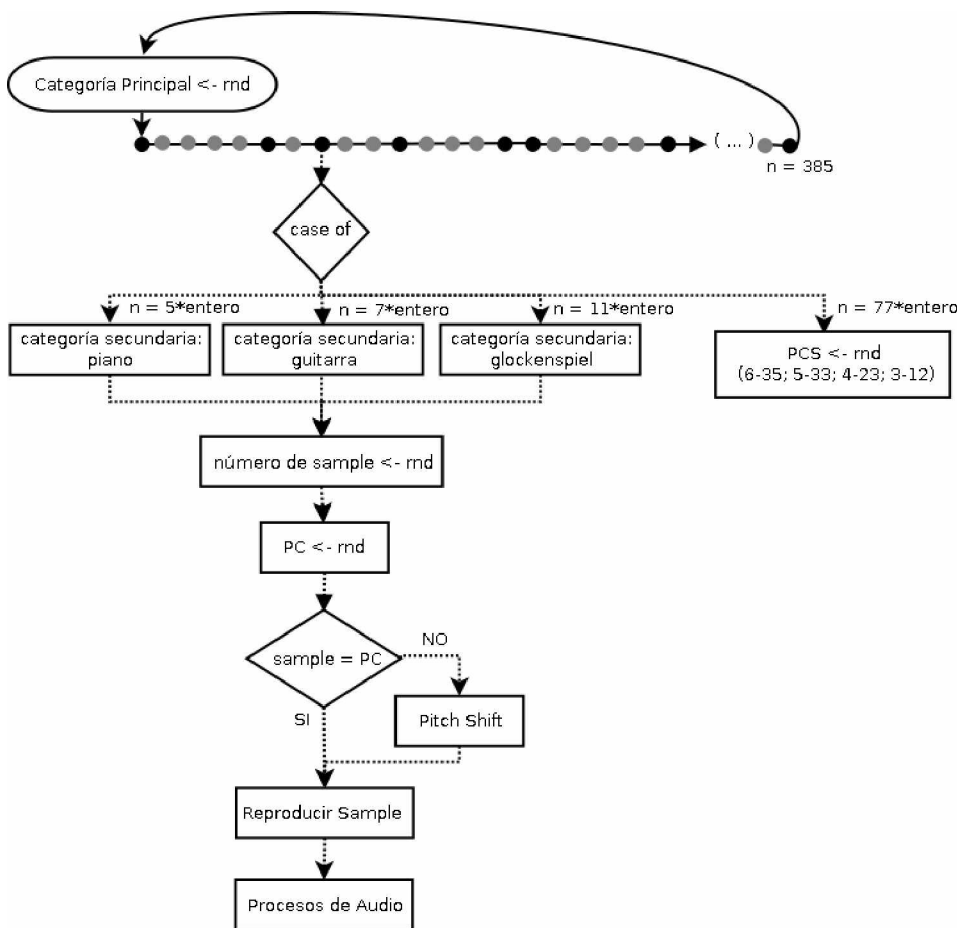 Categoría Principal <- rnd
( ... )
n = 385
case of
n = 5*entero
n = 7*entero
n = 11*entero
n = 77*entero
categoría secundaria:
piano
categoría secundaria:
guitarra
categoría secundaria:
glockenspiel
PCS <- rnd
(6-35; 5-33; 4-23; 3-12)
número de sample <- rnd
PC <- rnd
sample = PC
NO
SI
Pitch Shift
Reproducir Sample
Procesos de Audio